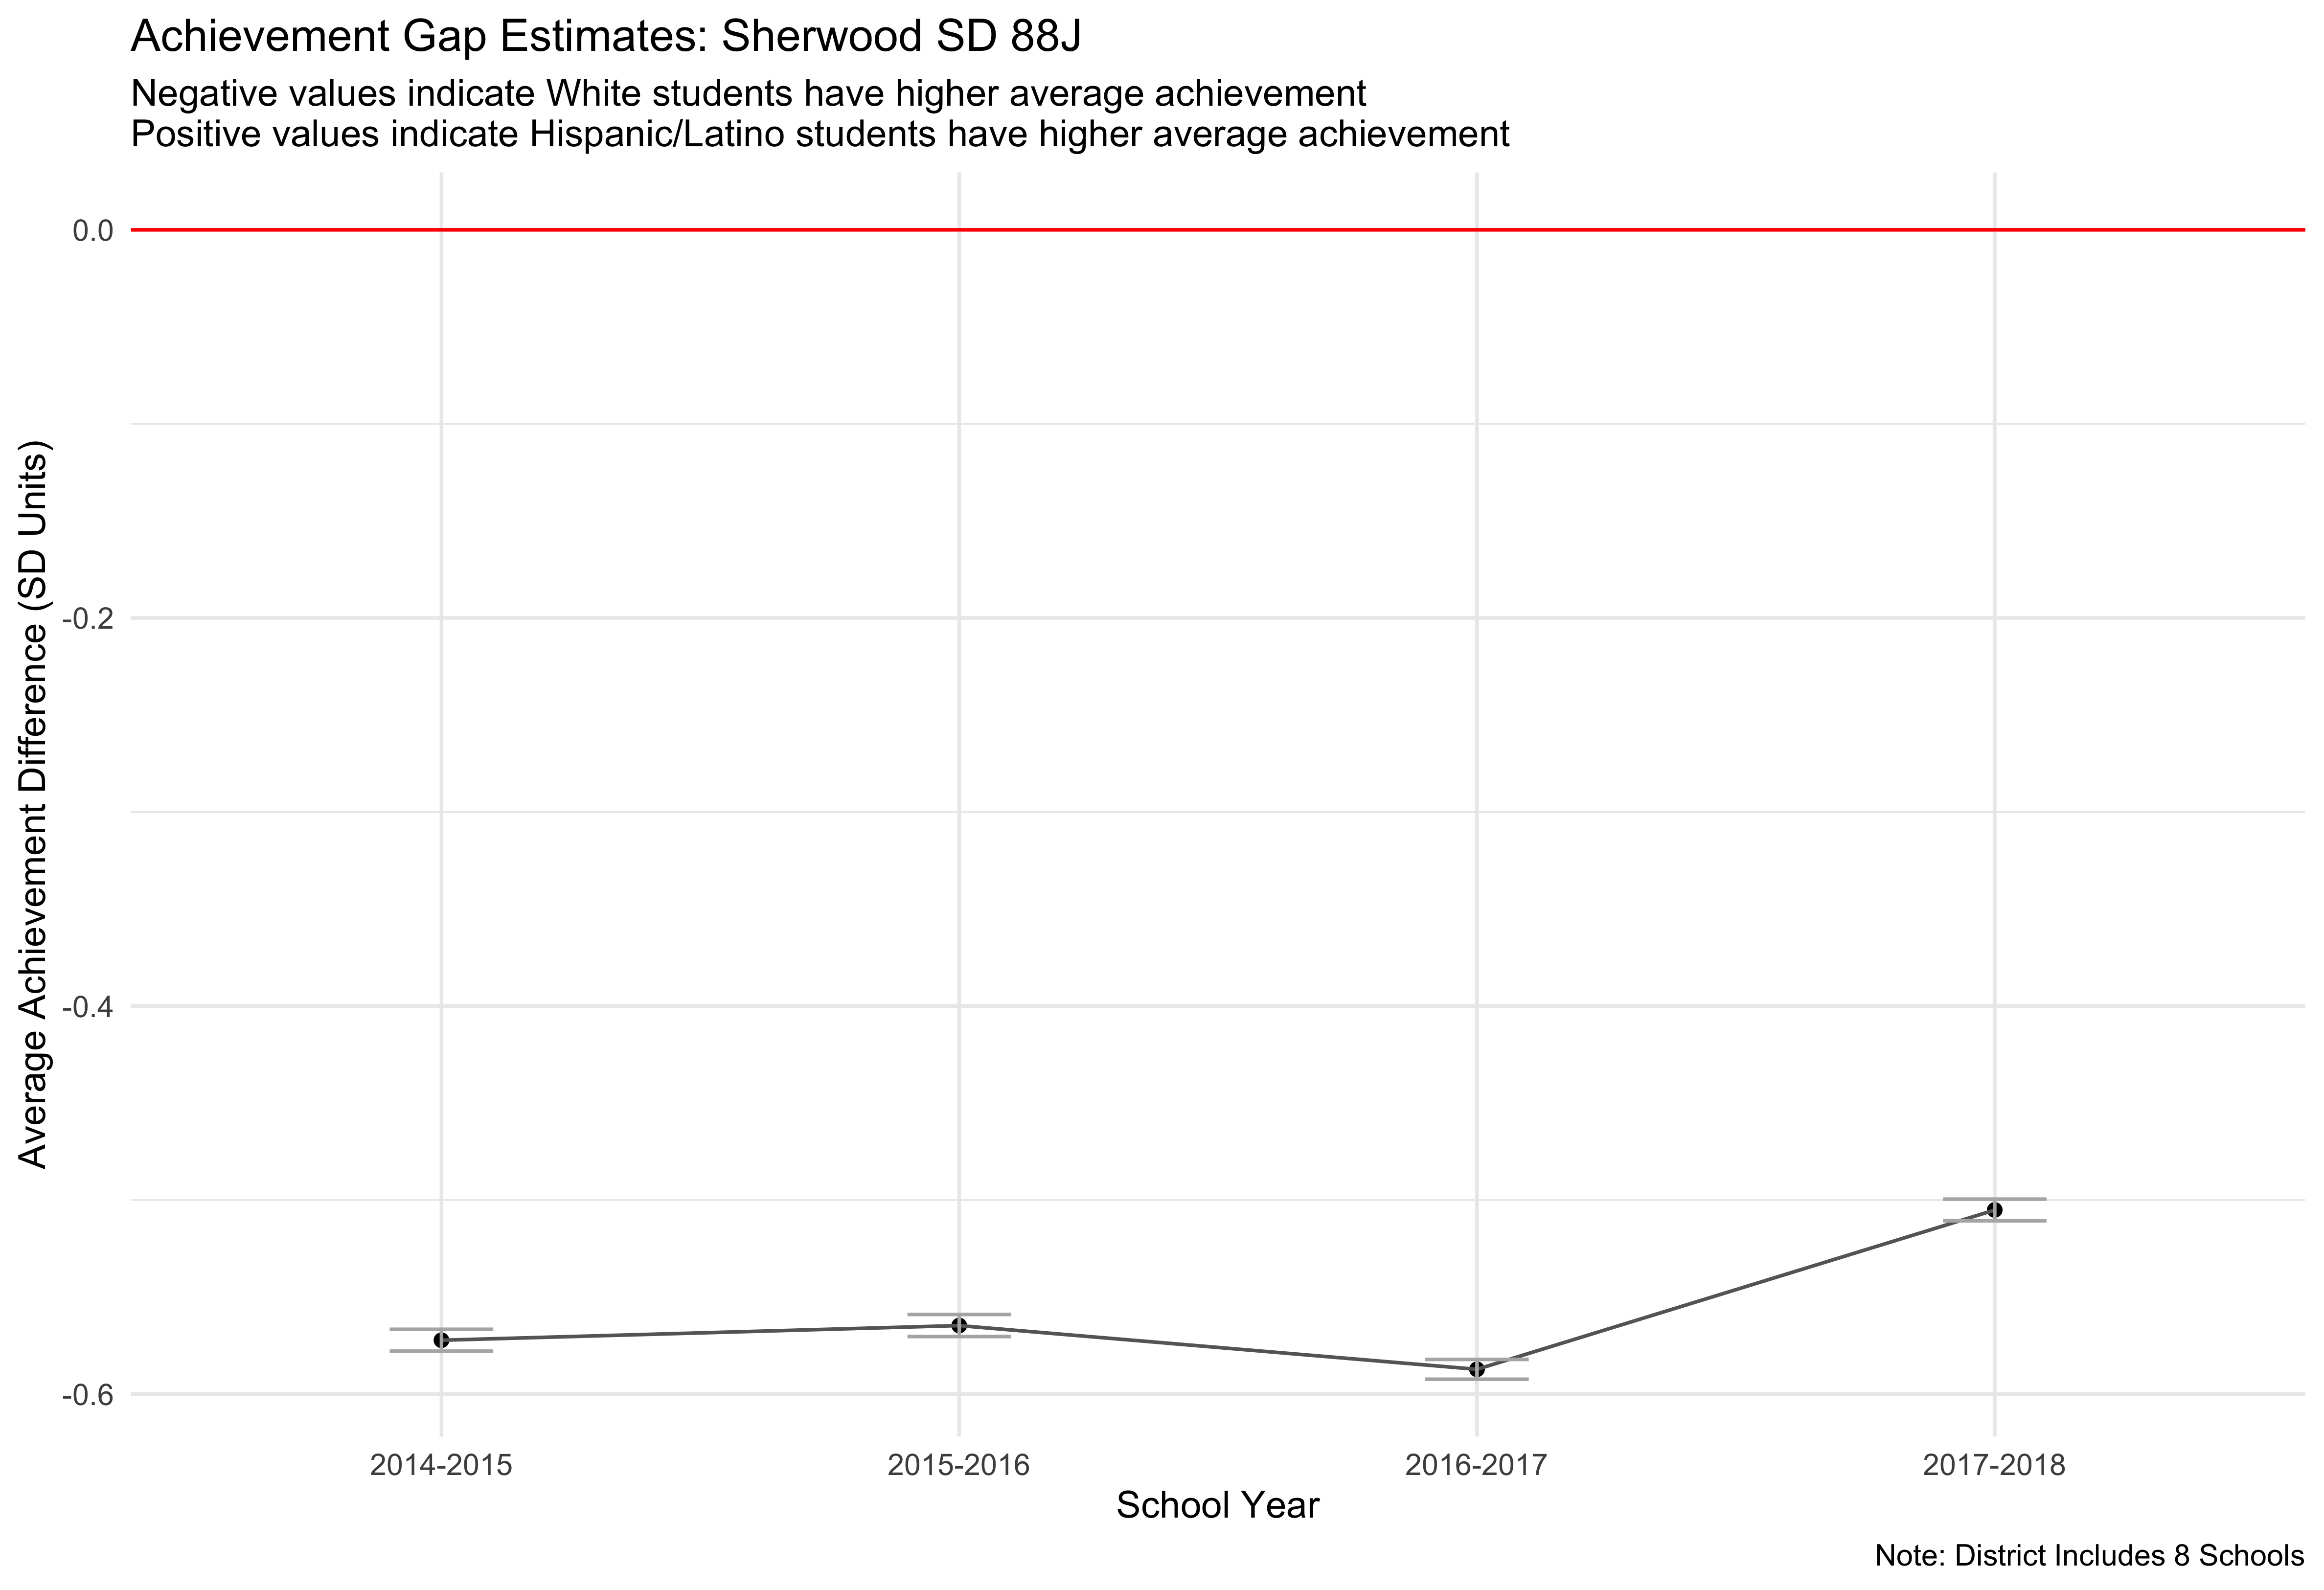 Achievement Gap Estimates: Sherwood SD 88J
Negative values indicate White students have higher average achievement
Positive values indicate Hispanic/Latino students have higher average achievement
Average Achievement Difference (SD Units)
0.0
-0.2
-0.4
-0.6
2014-2015
2015-2016
2016-2017
2017-2018
School Year
Note: District Includes 8 Schools